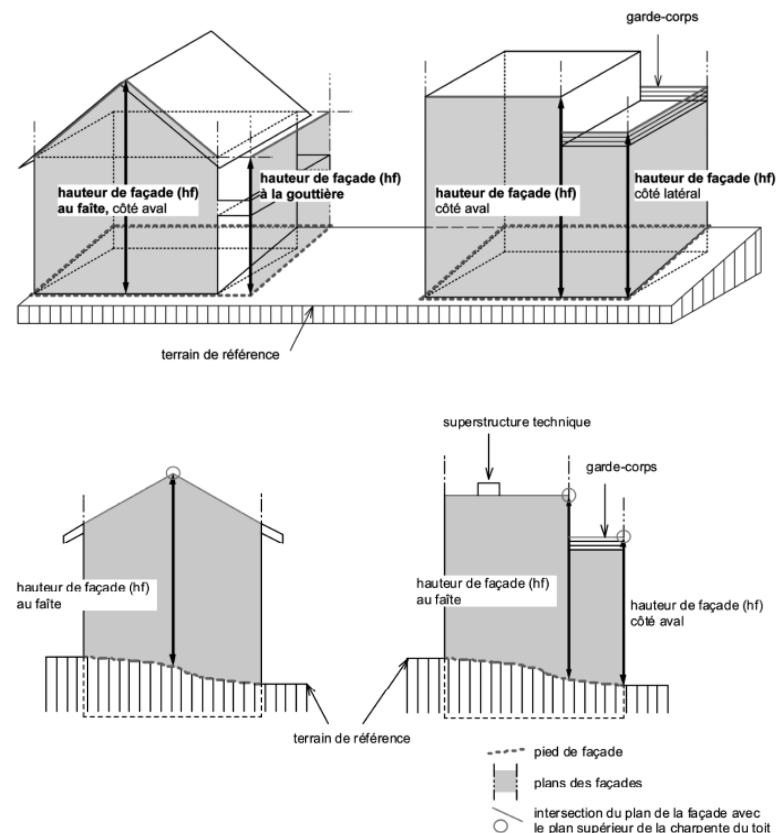 garde-corps
hauteur de façade (hf)
au faîte, côté aval
hauteur de façade (hf)
à la gouttière
hauteur de façade (hf)
côté aval
hauteur de façade (hf)
côté latéral
terrain de référence
superstructure technique
garde-corps
hauteur de façade (hf)
au faîte
hauteur de façade (hf)
au faîte
hauteur de façade (hf)
côté aval
terrain de référence
pied de façade
plans des façades
intersection du plan de la façade avec
le plan supérieur de la charpente du toit